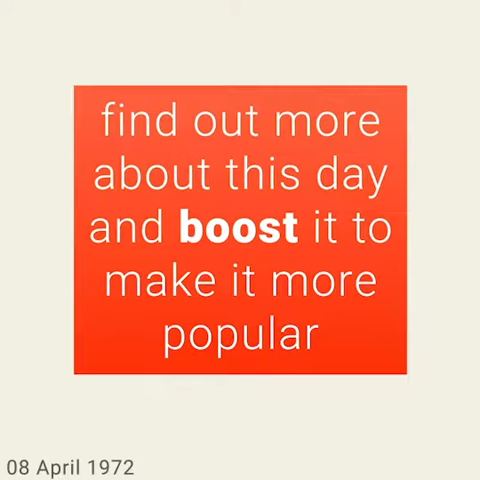 find out more
about this day
and boost it to
make it more
popular
08 April 1972